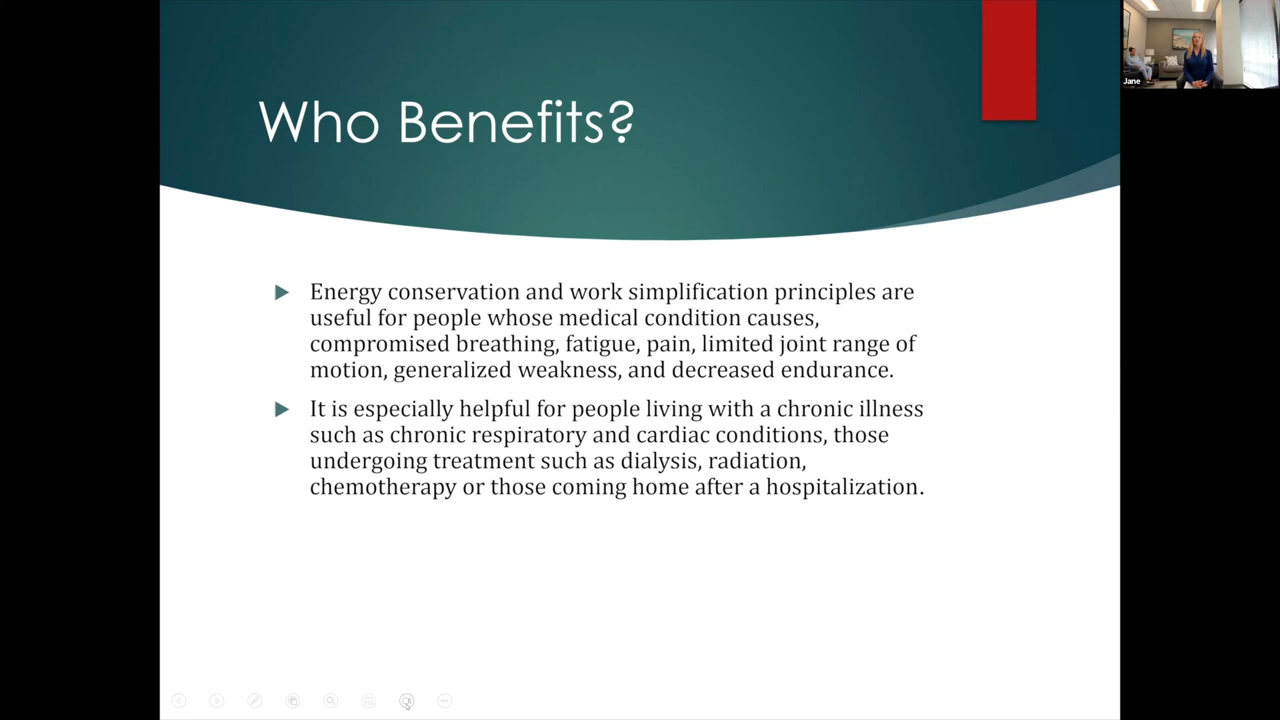 Who Benefits?
Jane
Energy conservation and work simplification principles are
useful for people whose medical condition causes,
compromised breathing, fatigue, pain, limited joint range of
motion, generalized weakness, and decreased endurance.
It is especially helpful for people living with a chronic illness
such as chronic respiratory and cardiac conditions, those
undergoing treatment such as dialysis, radiation,
chemotherapy or those coming home after a hospitalization.